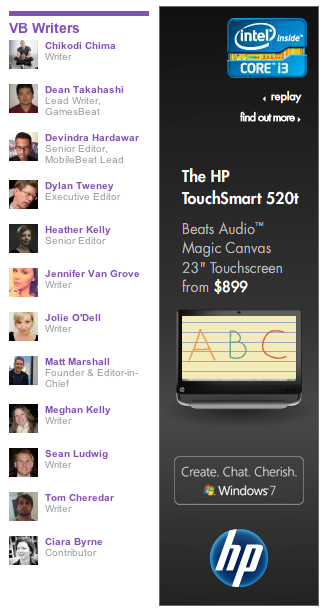 VB Writers
Chikodi Chima
Writer
Dean Takahashi
Lead Writer,
GamesBeat
Devindra Hardawar
Senior Editor,
MobileBeat Lead
Dylan Tweney
Executive Editor
Heather Kelly
Senior Editor
Jennifer Van Grove
Writer
Jolie O'Dell
Writer
Matt Marshall
Founder & Editor-in-
Chief
Meghan Kelly
Writer
Sean Ludwig
Writer
Tom Cheredar
Writer
Ciara Byrne
Contributor
intel inside™
CORE™ i3
replay
find out more
The HP
TouchSmart 520t
Beats Audio™
Magic Canvas
23" Touchscreen
from $899
A B C
Create. Chat. Cherish.
Windows 7
hp